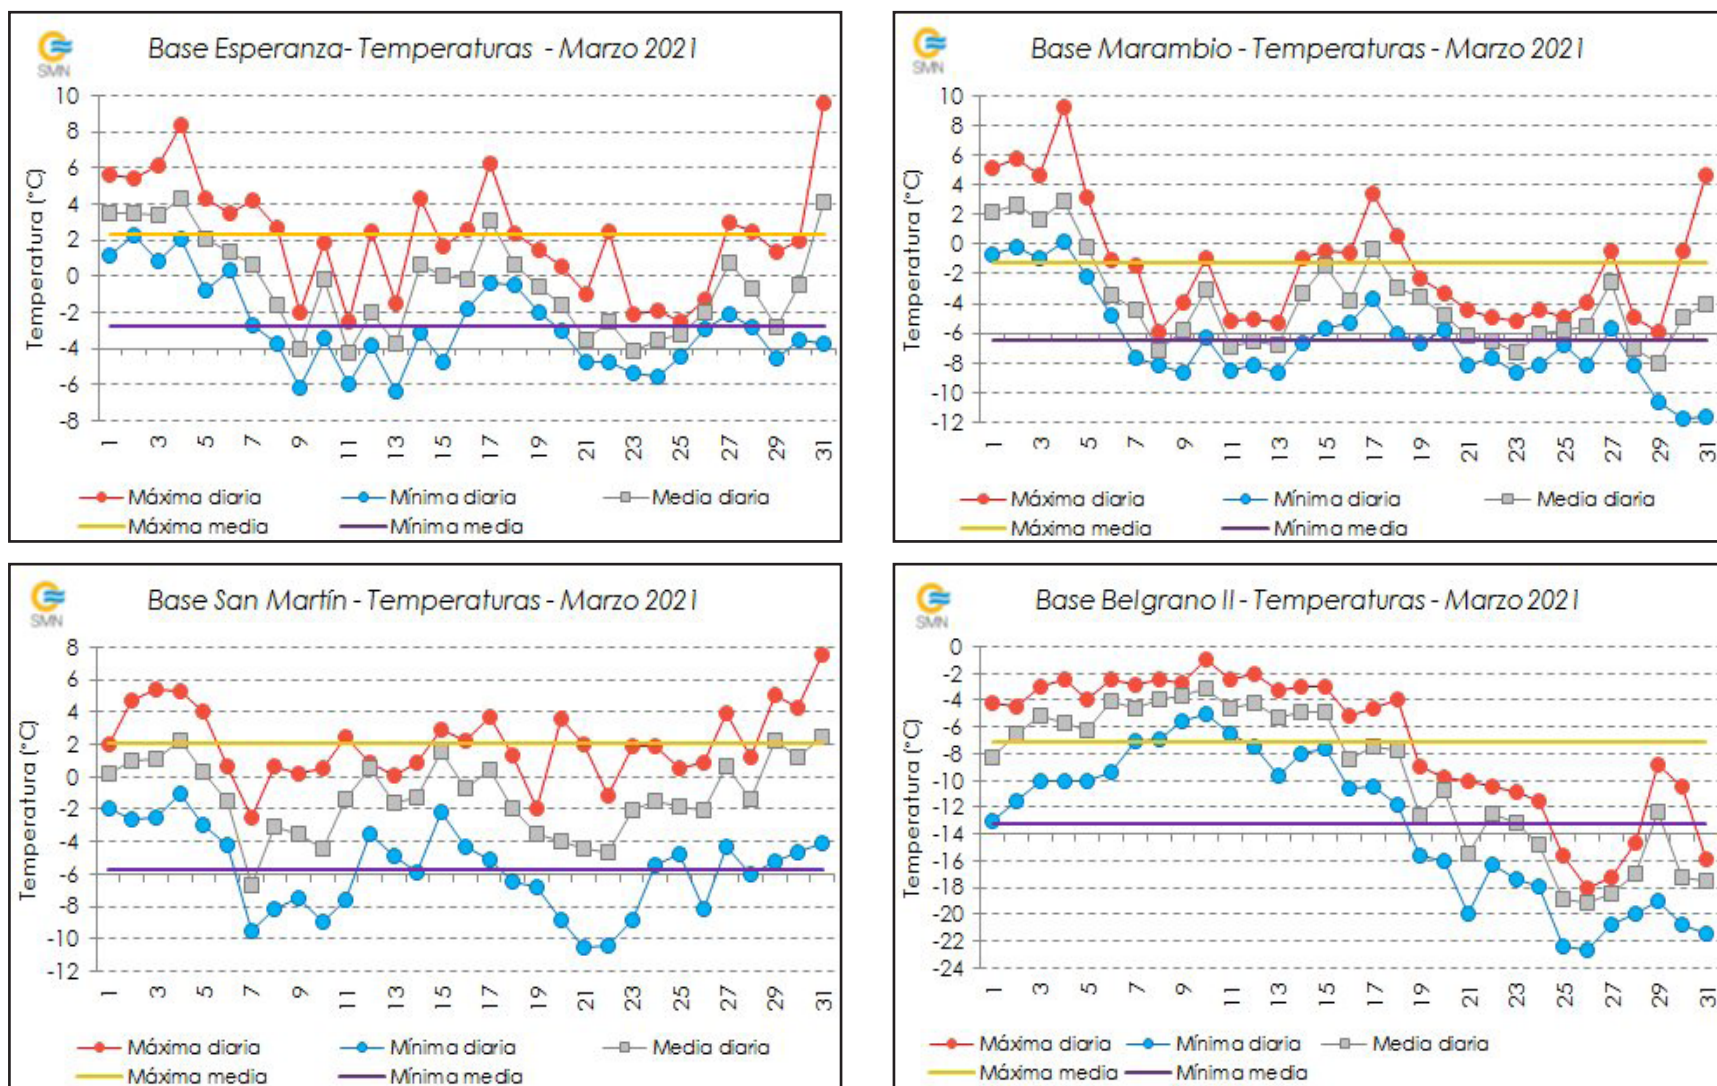 SMN
Base Esperanza- Temperaturas - Marzo 2021
Temperatura (°C)
10
8
6
4
2
0
-2
-4
-6
-8
1 3 5 7 9 11 13 15 17 19 21 23 25 27 29 31
Máxima diaria Mínima diaria Media diaria
Máxima media Mínima media
SMN
Base Marambio - Temperaturas - Marzo 2021
Temperatura (°C)
10
8
6
4
2
0
-2
-4
-6
-8
-10
-12
1 3 5 7 9 11 13 15 17 19 21 23 25 27 29 31
Máxima diaria Mínima diaria Media diaria
Máxima media Mínima media
SMN
Base San Martín - Temperaturas - Marzo 2021
Temperatura (°C)
8
6
4
2
0
-2
-4
-6
-8
-10
-12
1 3 5 7 9 11 13 15 17 19 21 23 25 27 29 31
Máxima diaria Mínima diaria Media diaria
Máxima media Mínima media
SMN
Base Belgrano II - Temperaturas - Marzo 2021
Temperatura (°C)
0
-2
-4
-6
-8
-10
-12
-14
-16
-18
-20
-22
-24
1 3 5 7 9 11 13 15 17 19 21 23 25 27 29 31
Máxima diaria Mínima diaria Media diaria
Máxima media Mínima media